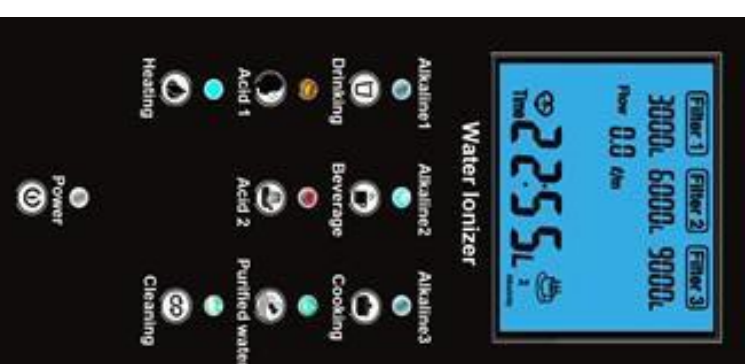 Filter 1 Filter 2 Filter 3
3000L 6000L 9000L
Flow 0.0 ℓ/m
Time 22:55L
Water Ionizer
Alkaline1 Alkaline2 Alkaline3
Drinking Beverage Cooking
Acid 1 Acid 2 Purified water
Heating Cleaning
Power